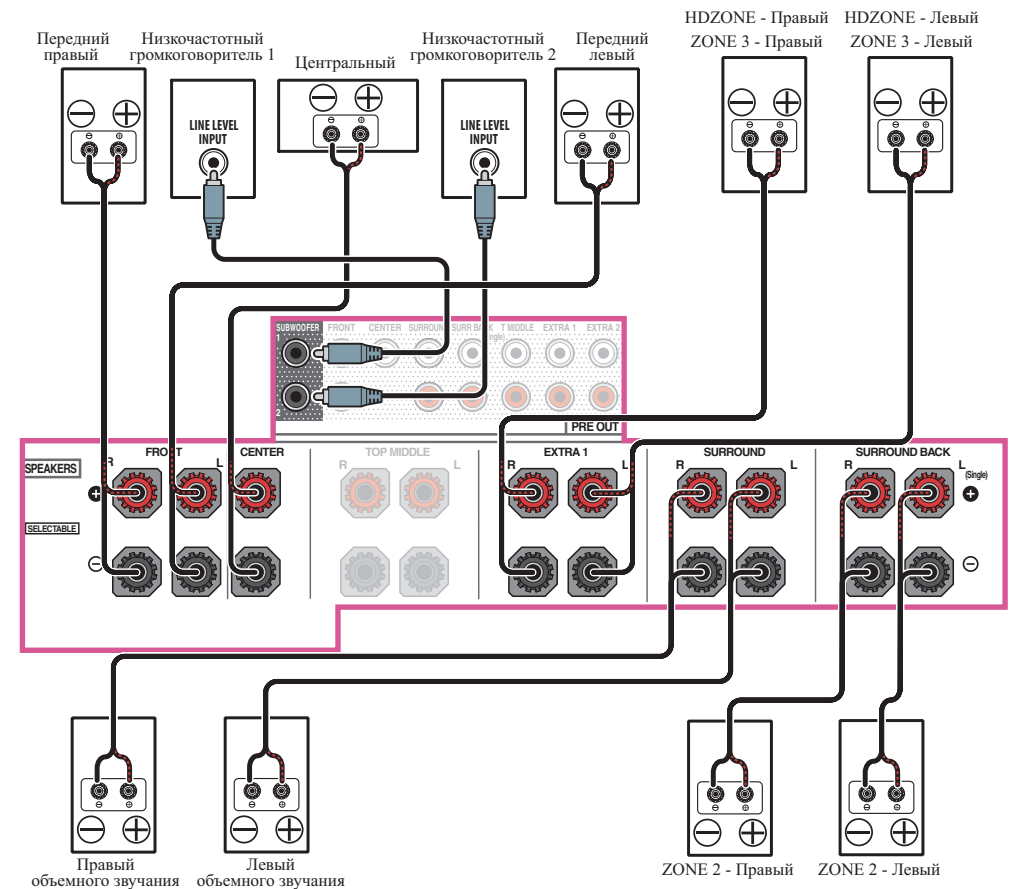 HDZONE - Правый
HDZONE - Левый
ZONE 3 - Правый
ZONE 3 - Левый
Передний
правый
Низкочастотный
громкоговоритель 1
Центральный
Низкочастотный
громкоговоритель 2
Передний
левый
LINE LEVEL
INPUT
LINE LEVEL
INPUT
SUBWOOFER
FRONT
CENTER
SURROUND
SURR BACK
T MIDDLE
EXTRA 1
EXTRA 2
1
2
PRE OUT
SPEAKERS
SELECTABLE
FRONT
R
L
CENTER
TOP MIDDLE
R
L
EXTRA 1
R
L
SURROUND
R
L
SURROUND BACK
R
L
(Single)
Правый
объемного звучания
Левый
объемного звучания
ZONE 2 - Правый
ZONE 2 - Левый